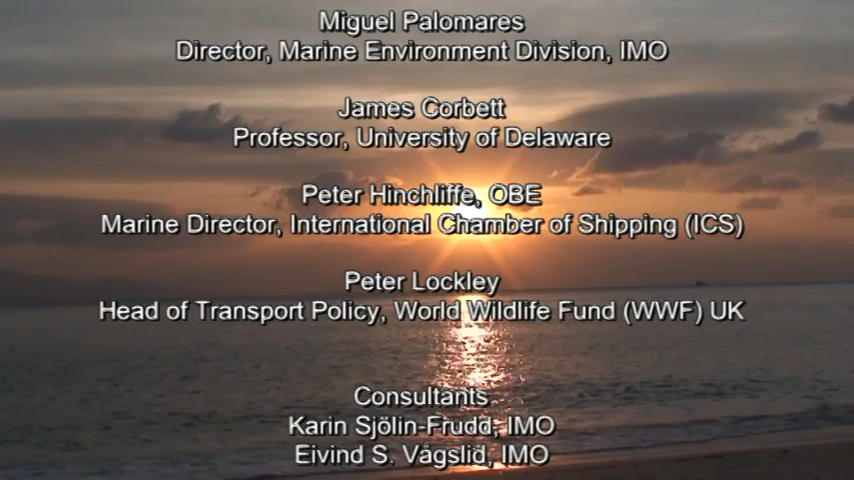 Miguel Palomares
Director, Marine Environment Division, IMO
James Corbett
Professor, University of Delaware
Peter Hinchliffe, OBE
Marine Director, International Chamber of Shipping (ICS)
Peter Lockley
Head of Transport Policy, World Wildlife Fund (WWF) UK
Consultants
Karin Sjölin-Frudd, IMO
Eivind S. Vågslid, IMO